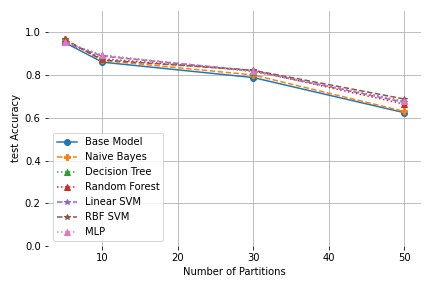 1.0
0.8
0.6
0.4
0.2
0.0
test Accuracy
Base Model
Naive Bayes
Decision Tree
Random Forest
Linear SVM
RBF SVM
MLP
10 20 30 40 50
Number of Partitions